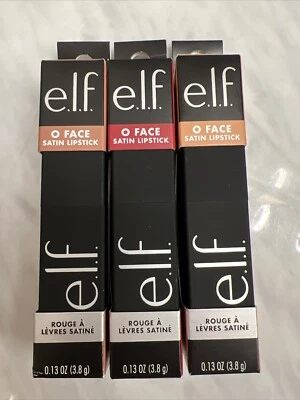 e.l.f.
O FACE
SATIN LIPSTICK
e.l.f.
ROUGE À
LÈVRES SATINÉ
0.13 OZ (3.8 g)
e.l.f.
O FACE
SATIN LIPSTICK
e.l.f.
ROUGE À
LÈVRES SATINÉ
0.13 OZ (3.8 g)
e.l.f.
O FACE
SATIN LIPSTICK
e.l.f.
ROUGE À
LÈVRES SATINÉ
0.13 OZ (3.8 g)